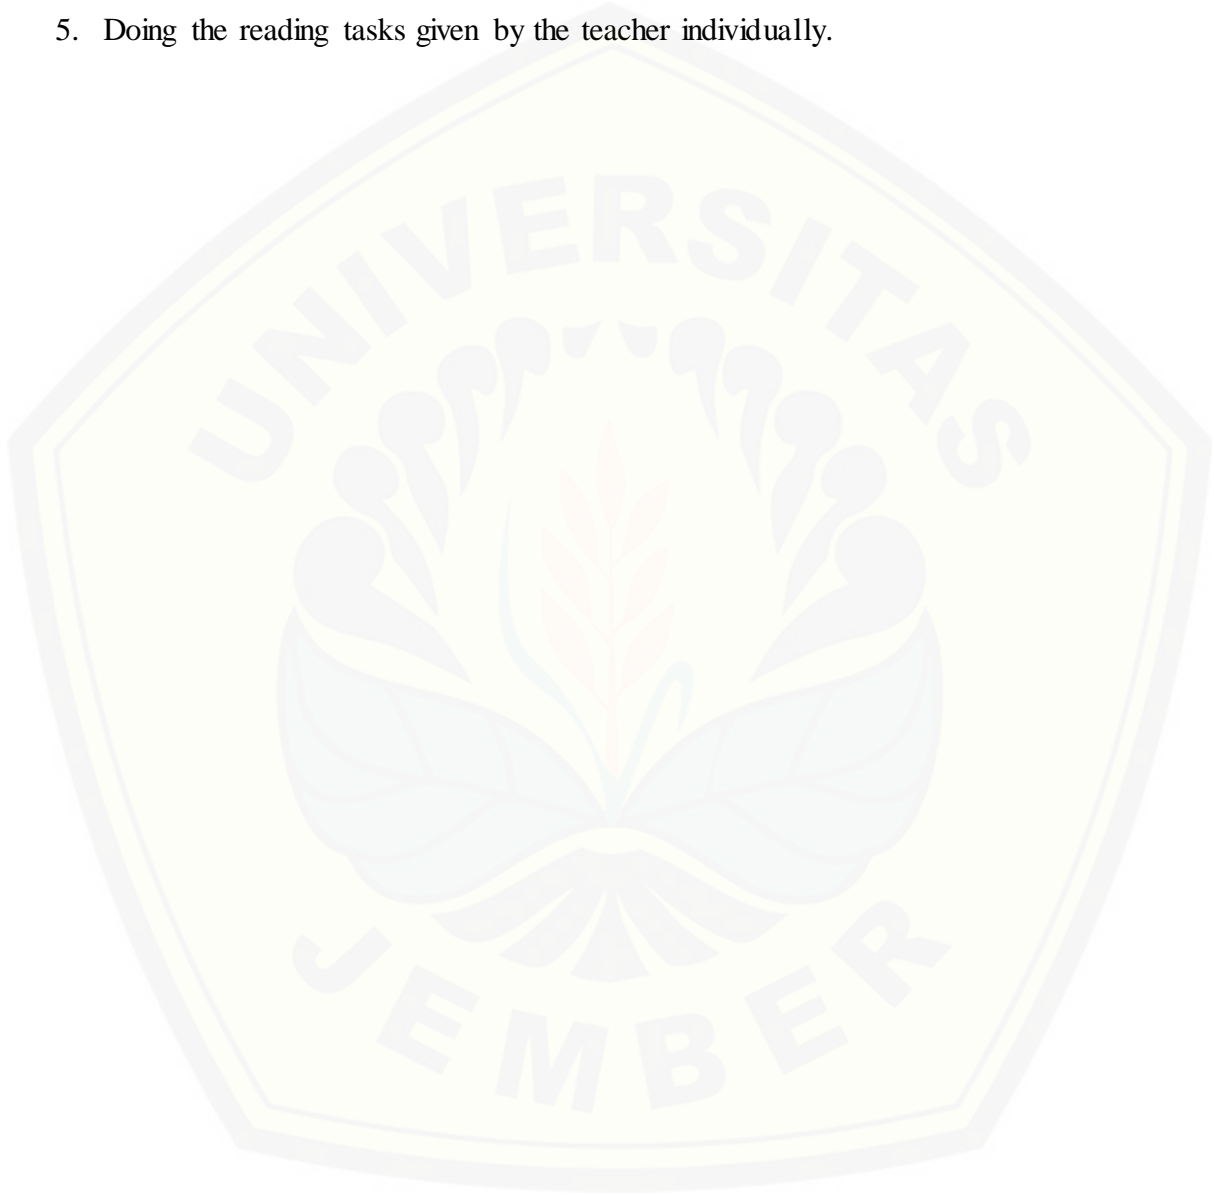 5. Doing the reading tasks given by the teacher individually.
UNIVERSITAS
JEMBER